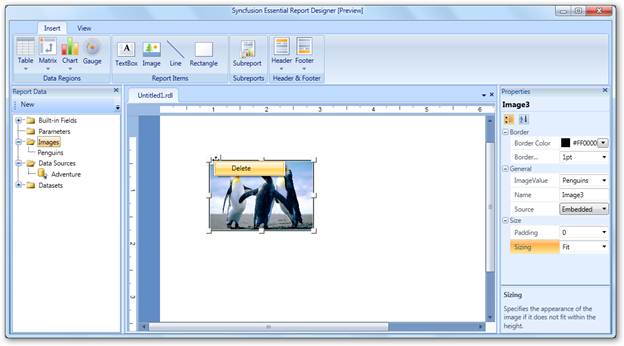 Syncfusion Essential Report Designer [Preview]
Insert View
Table Matrix Chart Gauge
Data Regions
TextBox Image Line Rectangle
Report Items
Subreport
Subreports
Header Footer
Header & Footer
Report Data
New
Built-in Fields
Parameters
Images
Penguins
Data Sources
Adventure
Datasets
Untitled1.rdl
1 2 3 4 5 6
1
2
3
Delete
Properties
Image3
Border
Border Color #FF0000
Border... 1pt
General
ImageValue Penguins
Name Image3
Source Embedded
Size
Padding 0
Sizing Fit
Sizing
Specifies the appearance of the
image if it does not fit within the
height.